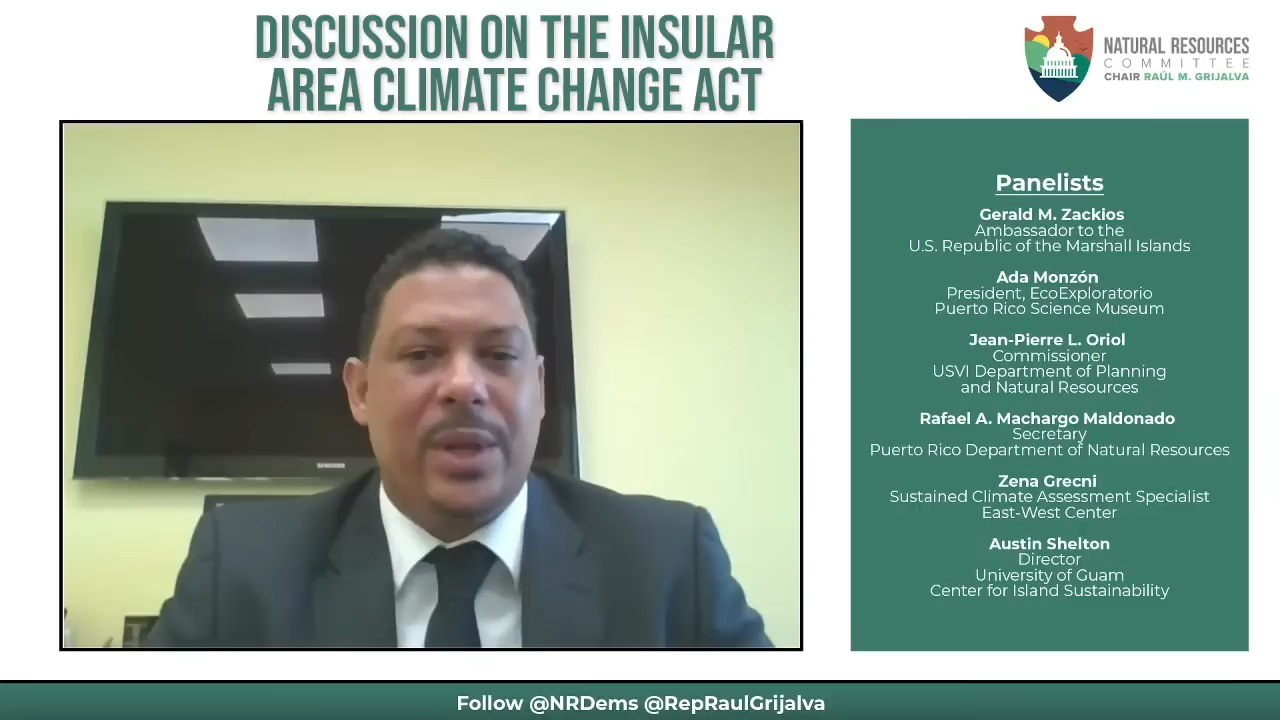 DISCUSSION ON THE INSULAR
AREA CLIMATE CHANGE ACT
NATURAL RESOURCES
COMMITTEE
CHAIR RAÚL M. GRIJALVA
SAMSUNG
Panelists
Gerald M. Zackios
Ambassador to the
U.S. Republic of the Marshall Islands
Ada Monzón
President, EcoExploratorio
Puerto Rico Science Museum
Jean-Pierre L. Oriol
Commissioner
USVI Department of Planning
and Natural Resources
Rafael A. Machargo Maldonado
Secretary
Puerto Rico Department of Natural Resources
Zena Grecni
Sustained Climate Assessment Specialist
East-West Center
Austin Shelton
Director
University of Guam
Center for Island Sustainability
Follow @NRDems @RepRaulGrijalva